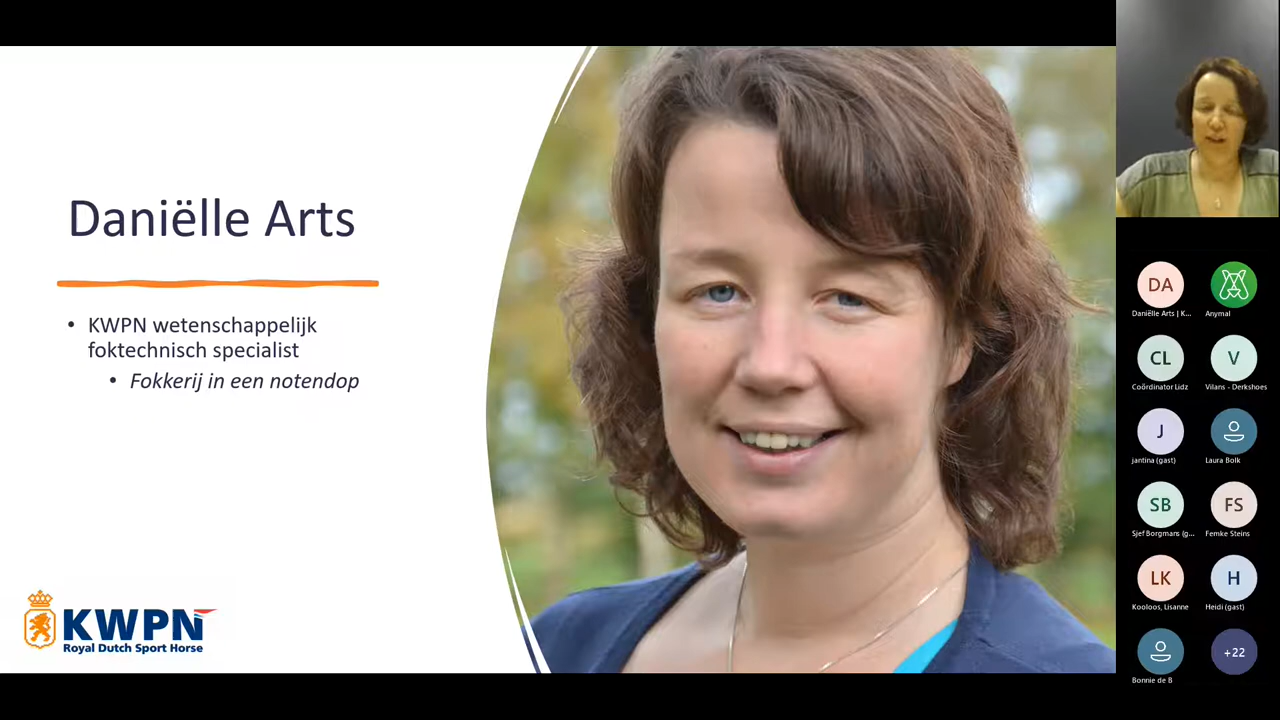 Daniëlle Arts
• KWPN wetenschappelijk
foktechnisch specialist
• Fokkerij in een notendop
KWPN
Royal Dutch Sport Horse
DA
Daniëlle Arts | K...
Anymal
CL
Coördinator Lidz
V
Vilans - Derkshoes
J
jantina (gast)
Laura Bolk
SB
Sjef Borgmans (g...
FS
Femke Steins
LK
Kooloos, Lisanne
H
Heidi (gast)
Bonnie de B
+22